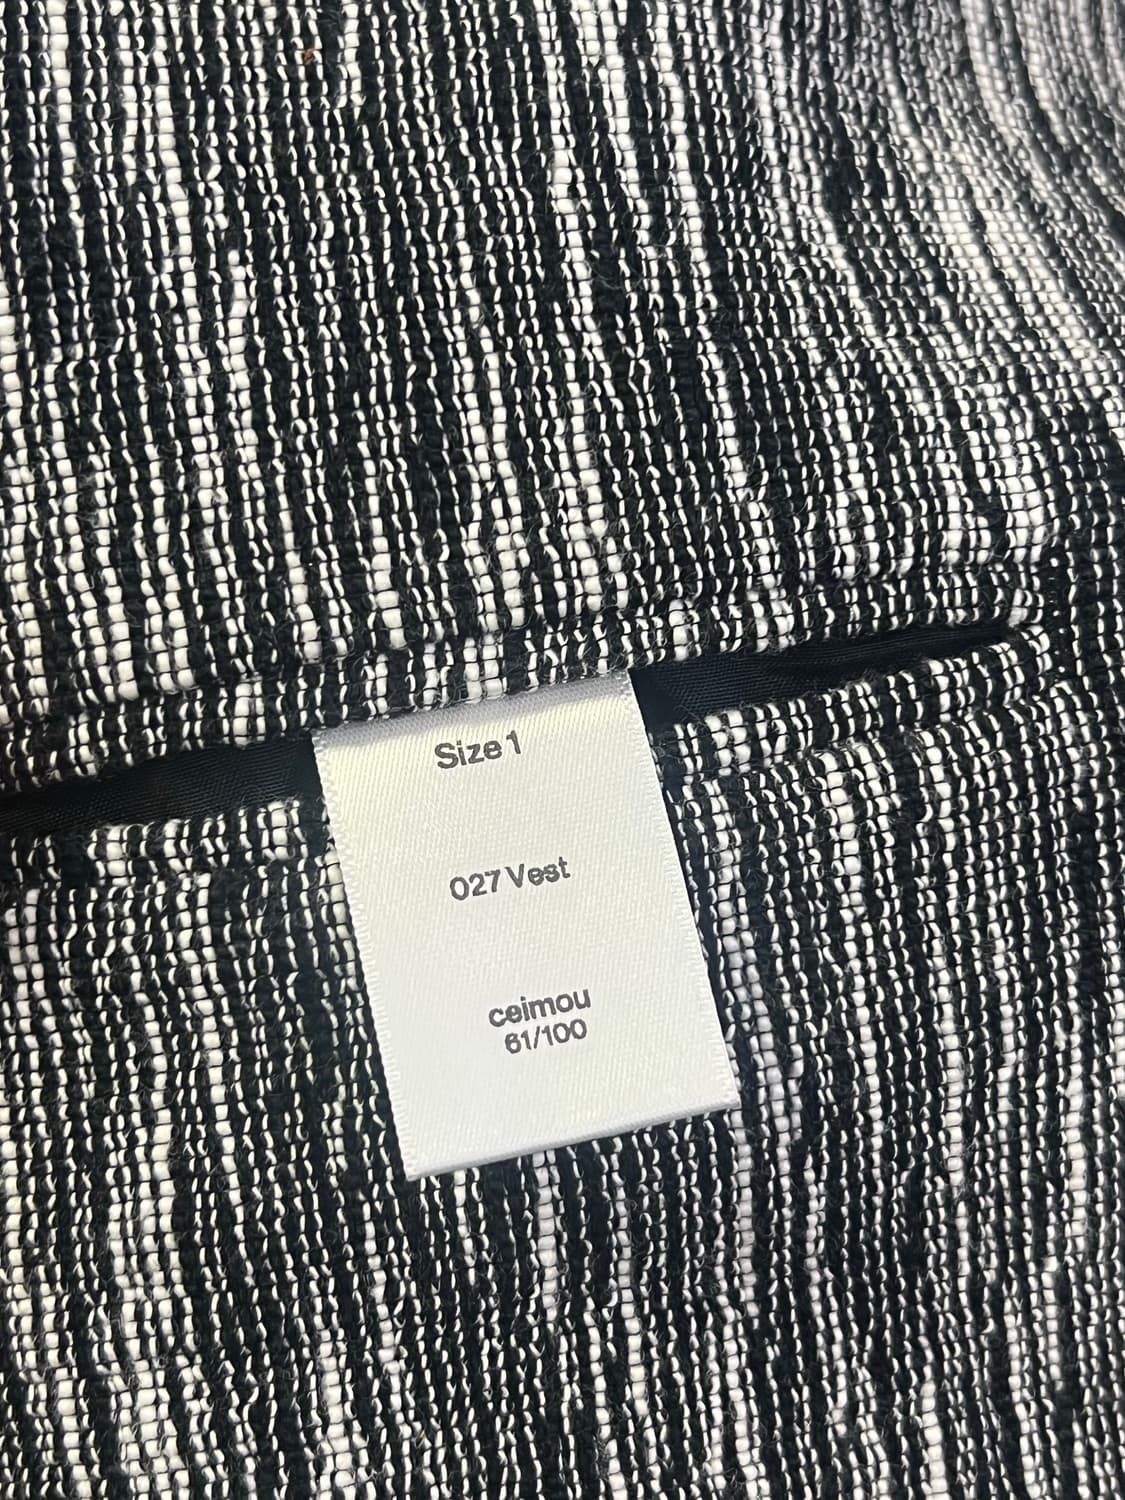 Size 1
027 Vest
ceimou
61/100